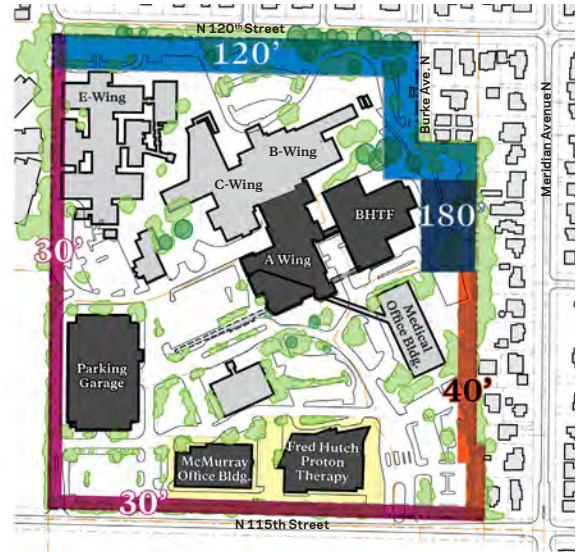 N 120th Street
120'
E-Wing
Burke Ave. N
Meridian Avenue N
B-Wing
C-Wing
BHTF
180'
30'
A Wing
Medical
Office Bldg.
Parking
Garage
40'
McMurray
Office Bldg.
Fred Hutch
Proton
Therapy
30'
N 115th Street